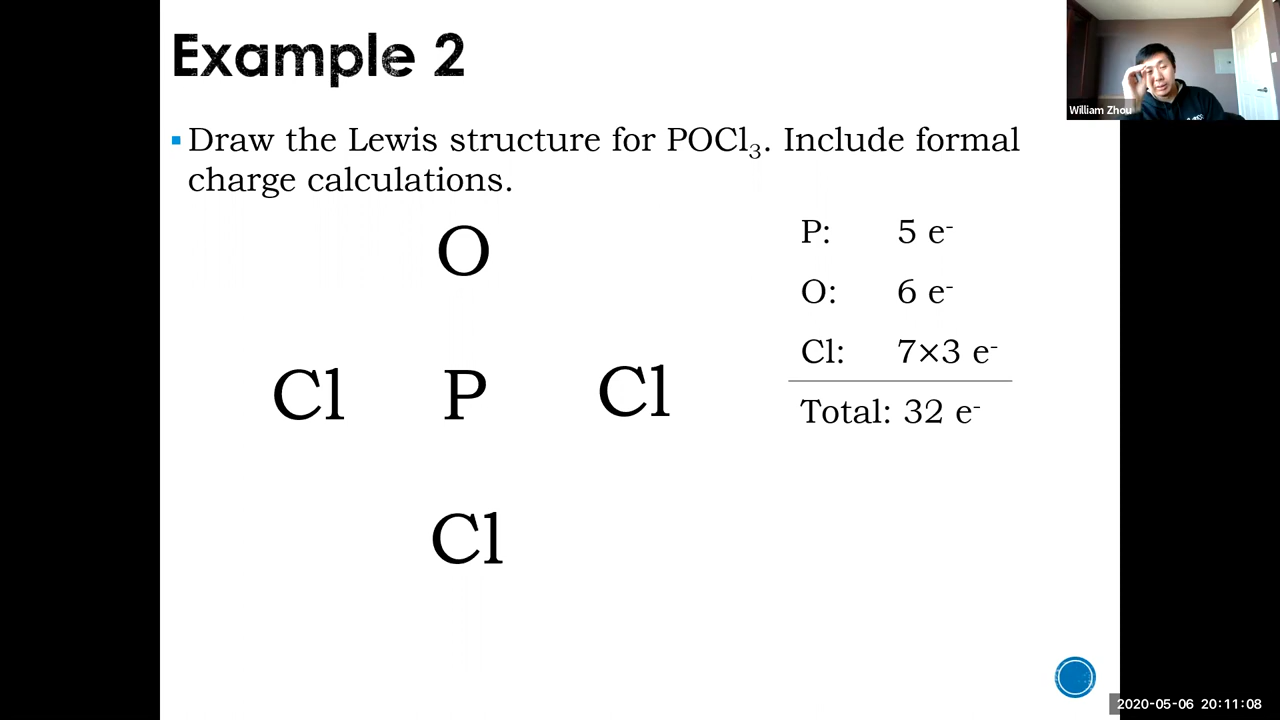 Example 2
William Zhou
▪ Draw the Lewis structure for POCl₃. Include formal
charge calculations.
O
Cl P Cl
Cl
P: 5 e⁻
O: 6 e⁻
Cl: 7×3 e⁻
Total: 32 e⁻
2020-05-06 20:11:08